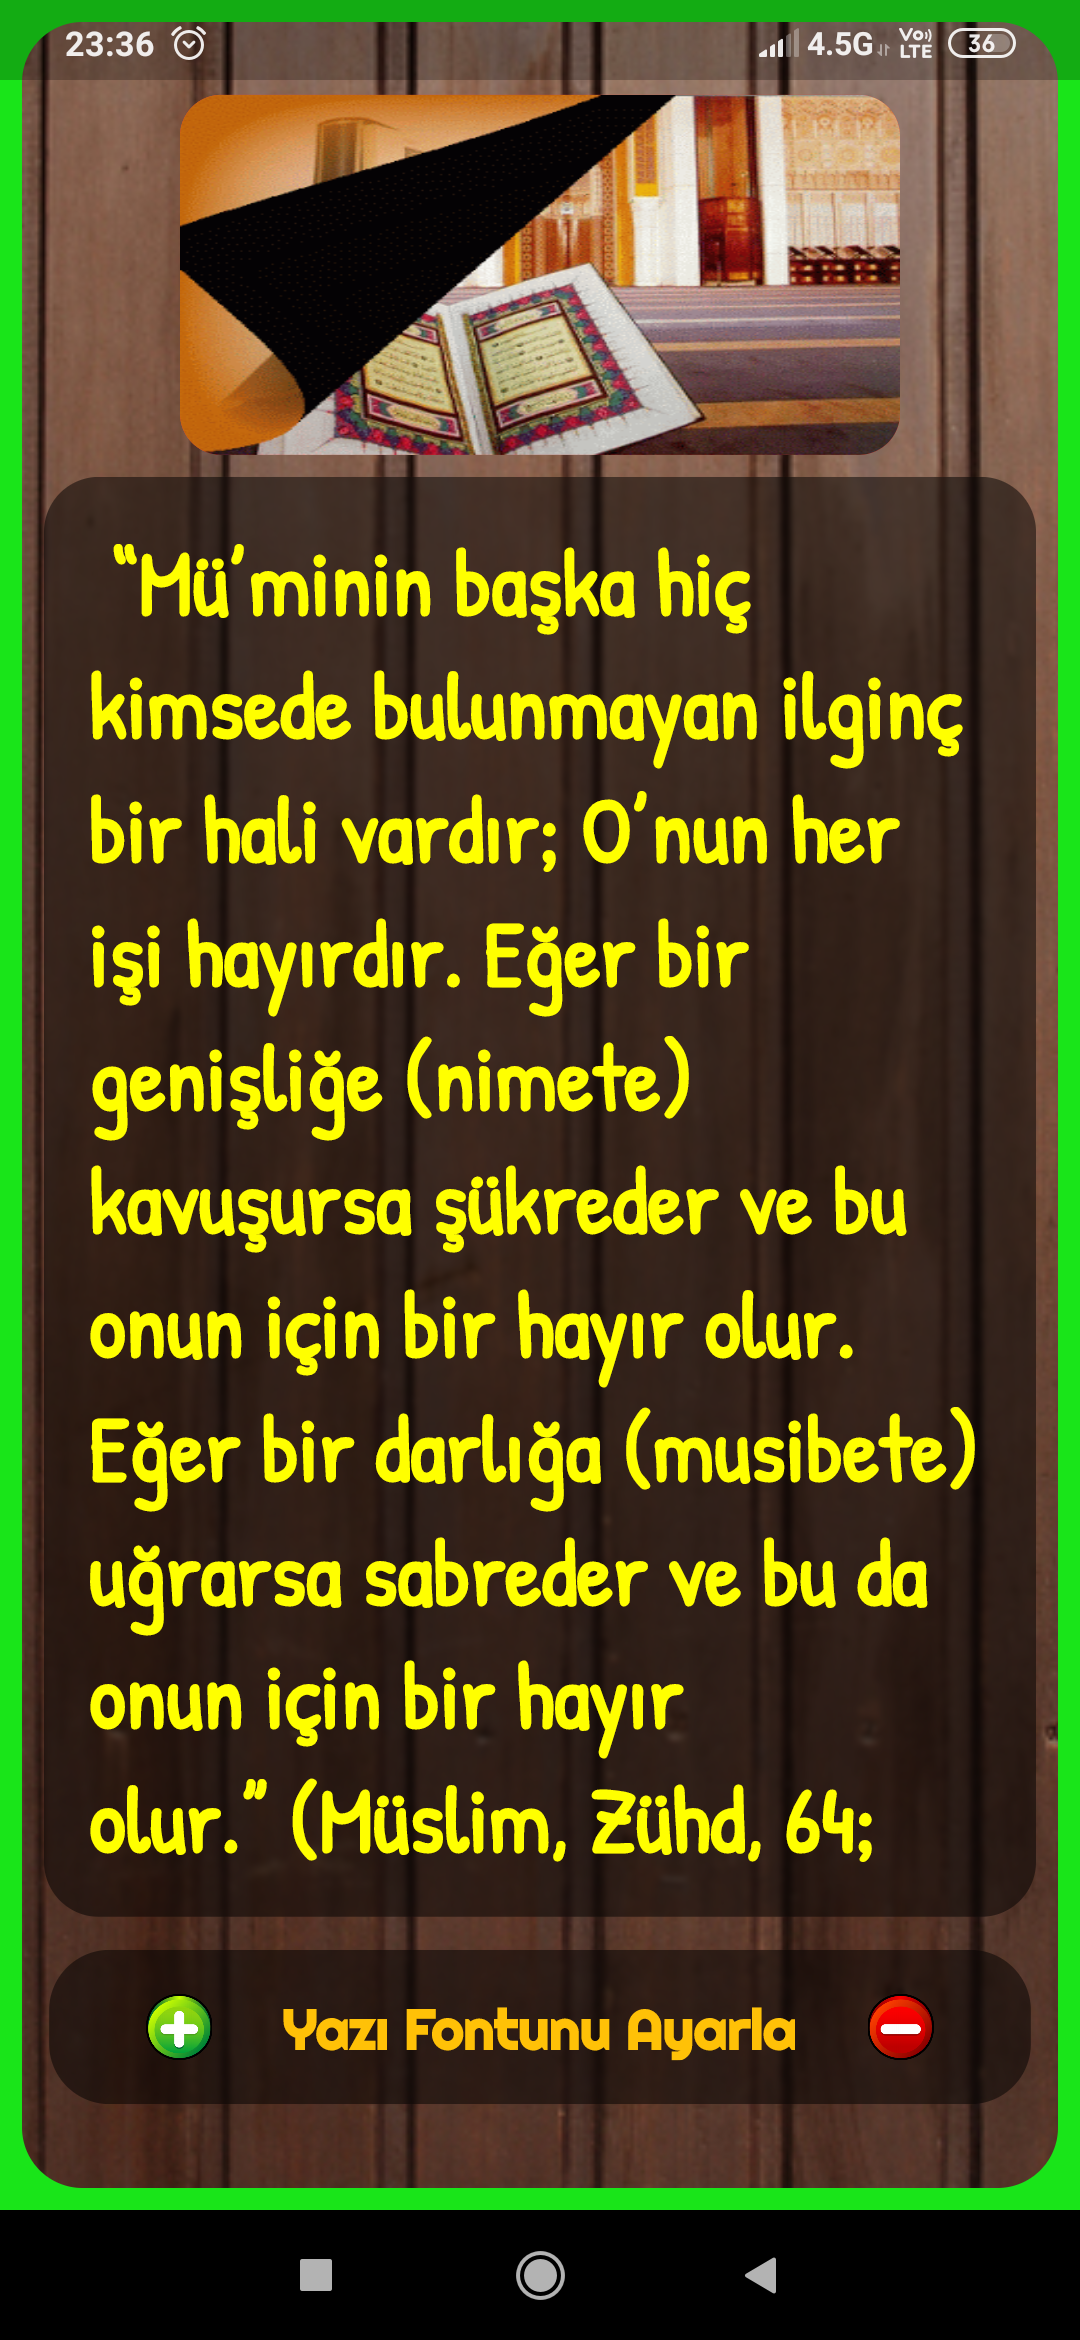 23:36 4.5G VoLTE 36
“Mü’minin başka hiç
kimsede bulunmayan ilginç
bir hali vardır; O’nun her
işi hayırdır. Eğer bir
genişliğe (nimete)
kavuşursa şükreder ve bu
onun için bir hayır olur.
Eğer bir darlığa (musibete)
uğrarsa sabreder ve bu da
onun için bir hayır
olur.” (Müslim, Zühd, 64;
Yazı Fontunu Ayarla